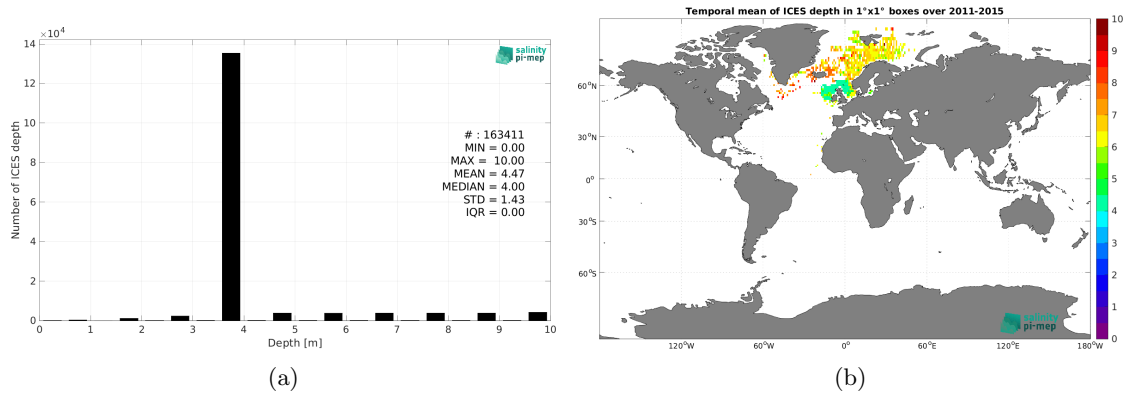 ×10⁴
14
12
10
8
6
4
2
0
Number of ICES depth
0 1 2 3 4 5 6 7 8 9 10
Depth [m]
salinity
pi-mep
# : 163411
MIN = 0.00
MAX = 10.00
MEAN = 4.47
MEDIAN = 4.00
STD = 1.43
IQR = 0.00
(a)
Temporal mean of ICES depth in 1°x1° boxes over 2011-2015
60°N
30°N
0°
30°S
60°S
120°W 60°W 0° 60°E 120°E 180°W
salinity
pi-mep
10
9
8
7
6
5
4
3
2
1
0
(b)